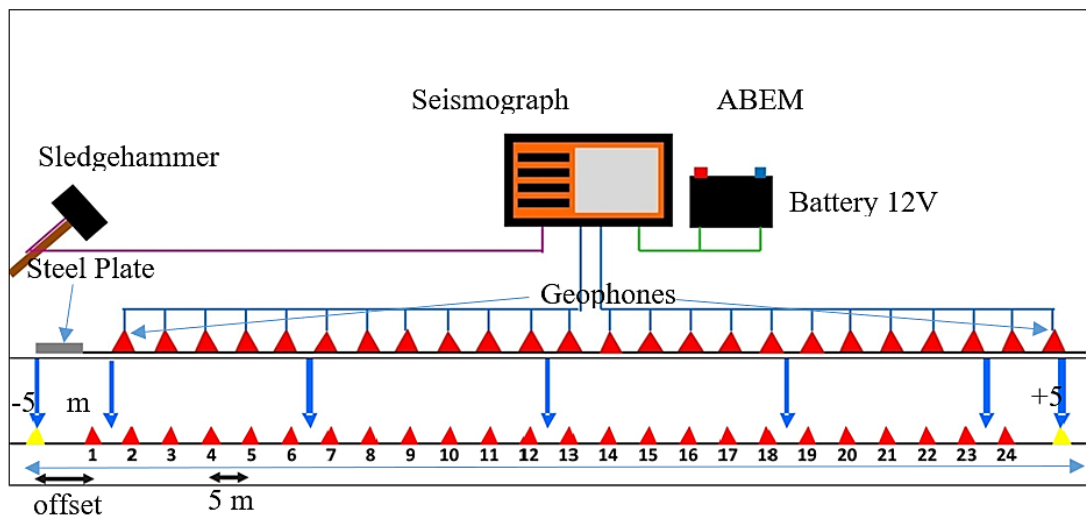 Seismograph
ABEM
Sledgehammer
Battery 12V
Steel Plate
Geophones
-5 m
+5
1 2 3 4 5 6 7 8 9 10 11 12 13 14 15 16 17 18 19 20 21 22 23 24
offset
5 m